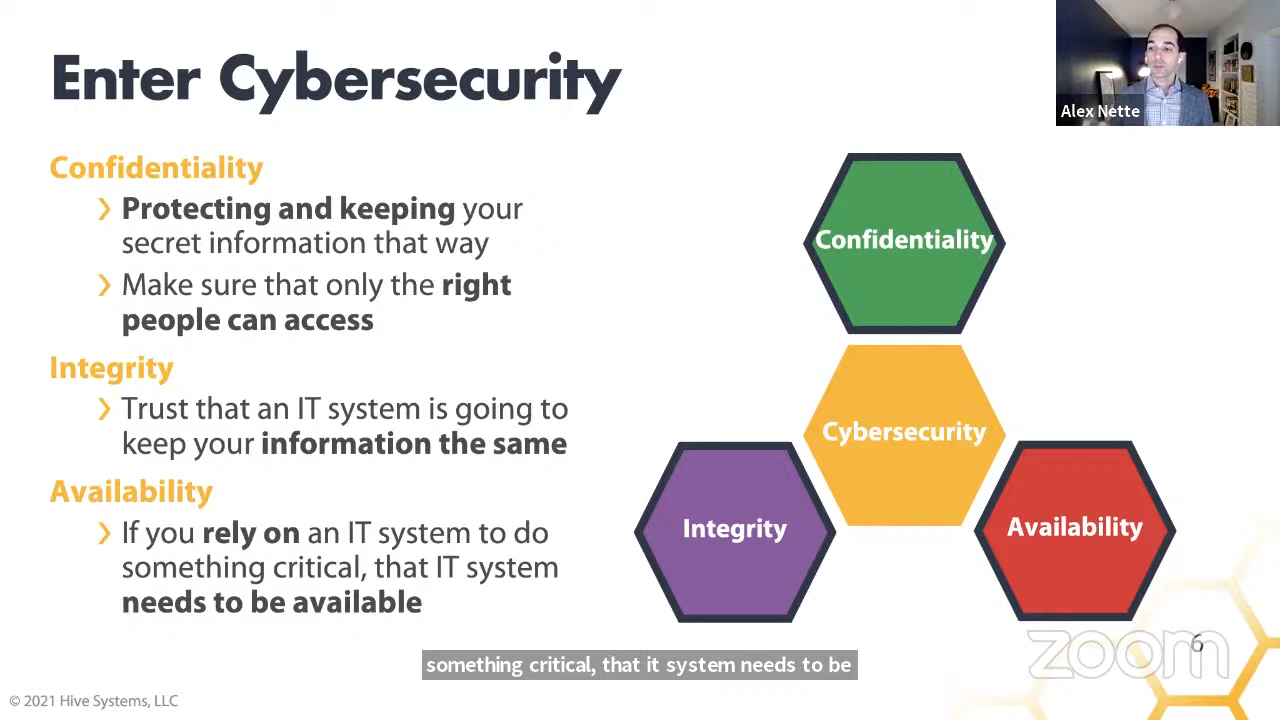 Enter Cybersecurity
Alex Nette
Confidentiality
Protecting and keeping your
secret information that way
Make sure that only the right
people can access
Integrity
Trust that an IT system is going to
keep your information the same
Availability
If you rely on an IT system to do
something critical, that IT system
needs to be available
Confidentiality
Cybersecurity
Integrity
Availability
something critical, that it system needs to be
zoom
6
© 2021 Hive Systems, LLC